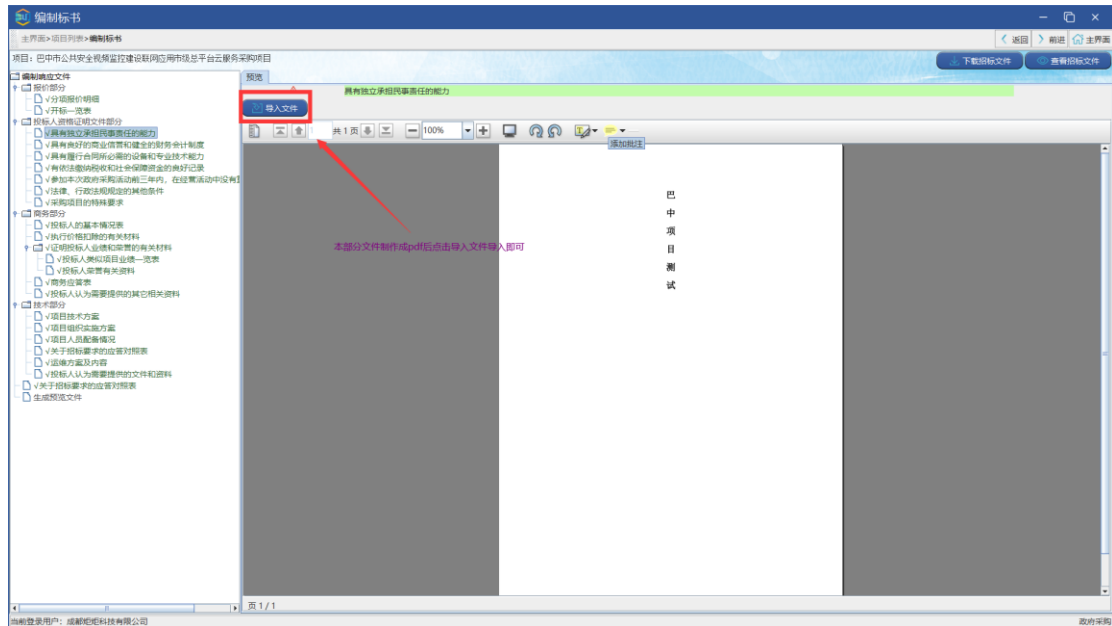 编制标书
主界面>项目列表>编制标书
返回 前进 主界面
项目：巴中市公共安全视频监控建设联网应用市级总平台云服务采购项目
下载招标文件 查看招标文件
编制响应文件
报价部分
√分项报价明细
√开标一览表
投标人资格证明文件部分
√具有独立承担民事责任的能力
√具有良好的商业信誉和健全的财务会计制度
√具有履行合同所必需的设备和专业技术能力
√有依法缴纳税收和社会保障资金的良好记录
√参加本次政府采购活动前三年内，在经营活动中没有
√法律、行政法规规定的其他条件
√采购项目的特殊要求
商务部分
√投标人的基本情况表
√执行价格扣除的有关材料
√证明投标人业绩和荣誉的有关材料
√投标人类似项目业绩一览表
√投标人荣誉有关资料
√商务应答表
√投标人认为需要提供的其它相关资料
技术部分
√项目技术方案
√项目组织实施方案
√项目人员配备情况
√关于招标要求的应答对照表
√运维方案及内容
√投标人认为需要提供的文件和资料
√关于招标要求的应答对照表
生成预览文件
预览
具有独立承担民事责任的能力
导入文件
1 共 1 页 100%
添加批注
本部分文件制作成pdf后点击导入文件导入即可
巴
中
项
目
测
试
页 1 / 1
当前登录用户：成都炬炬科技有限公司
政府采购